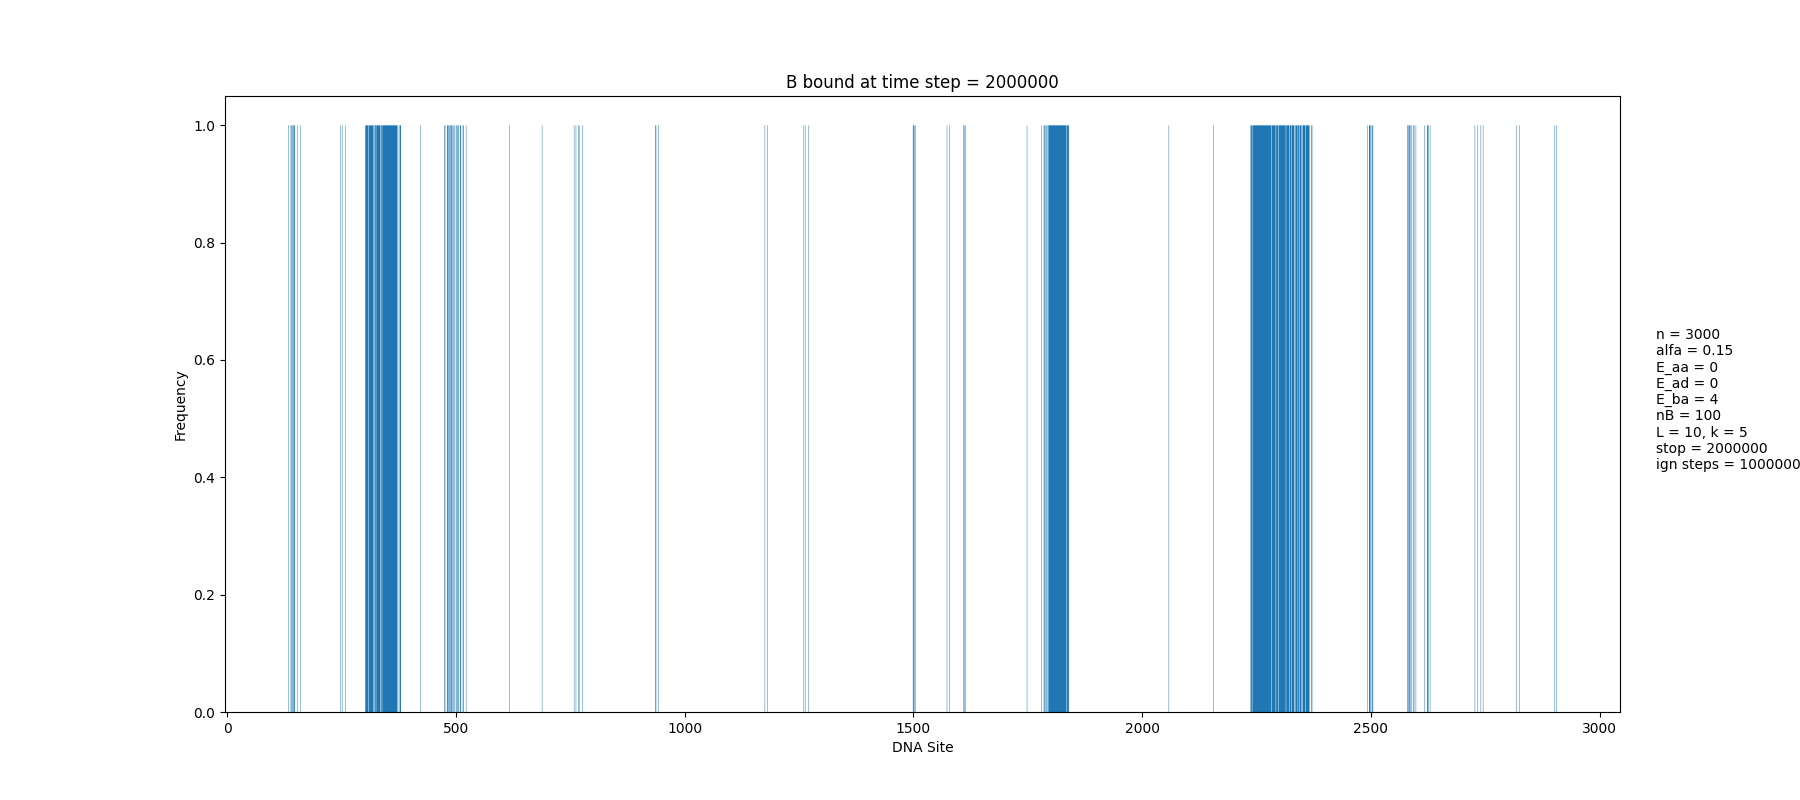 B bound at time step = 2000000
1.0
0.8
0.6
0.4
0.2
0.0
Frequency
0 500 1000 1500 2000 2500 3000
DNA Site
n = 3000
alfa = 0.15
E_aa = 0
E_ad = 0
E_ba = 4
nB = 100
L = 10, k = 5
stop = 2000000
ign steps = 1000000